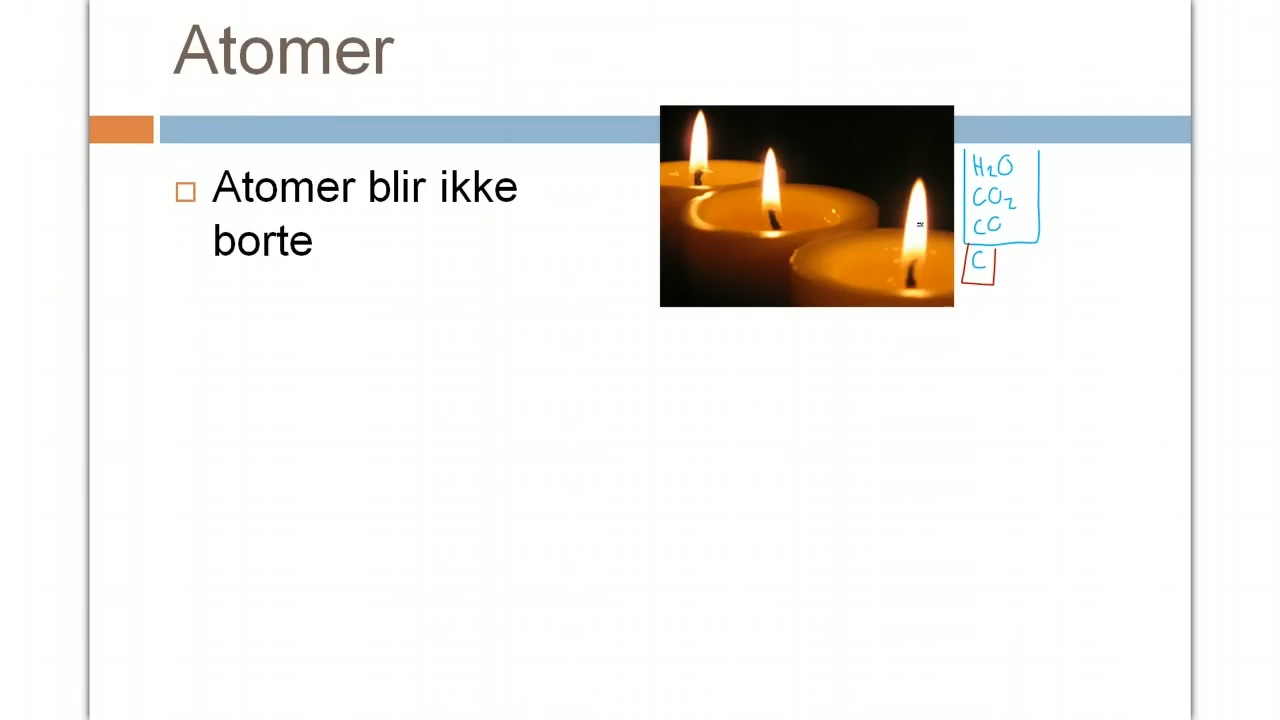 Atomer
Atomer blir ikke
borte
H₂O
CO₂
CO
C